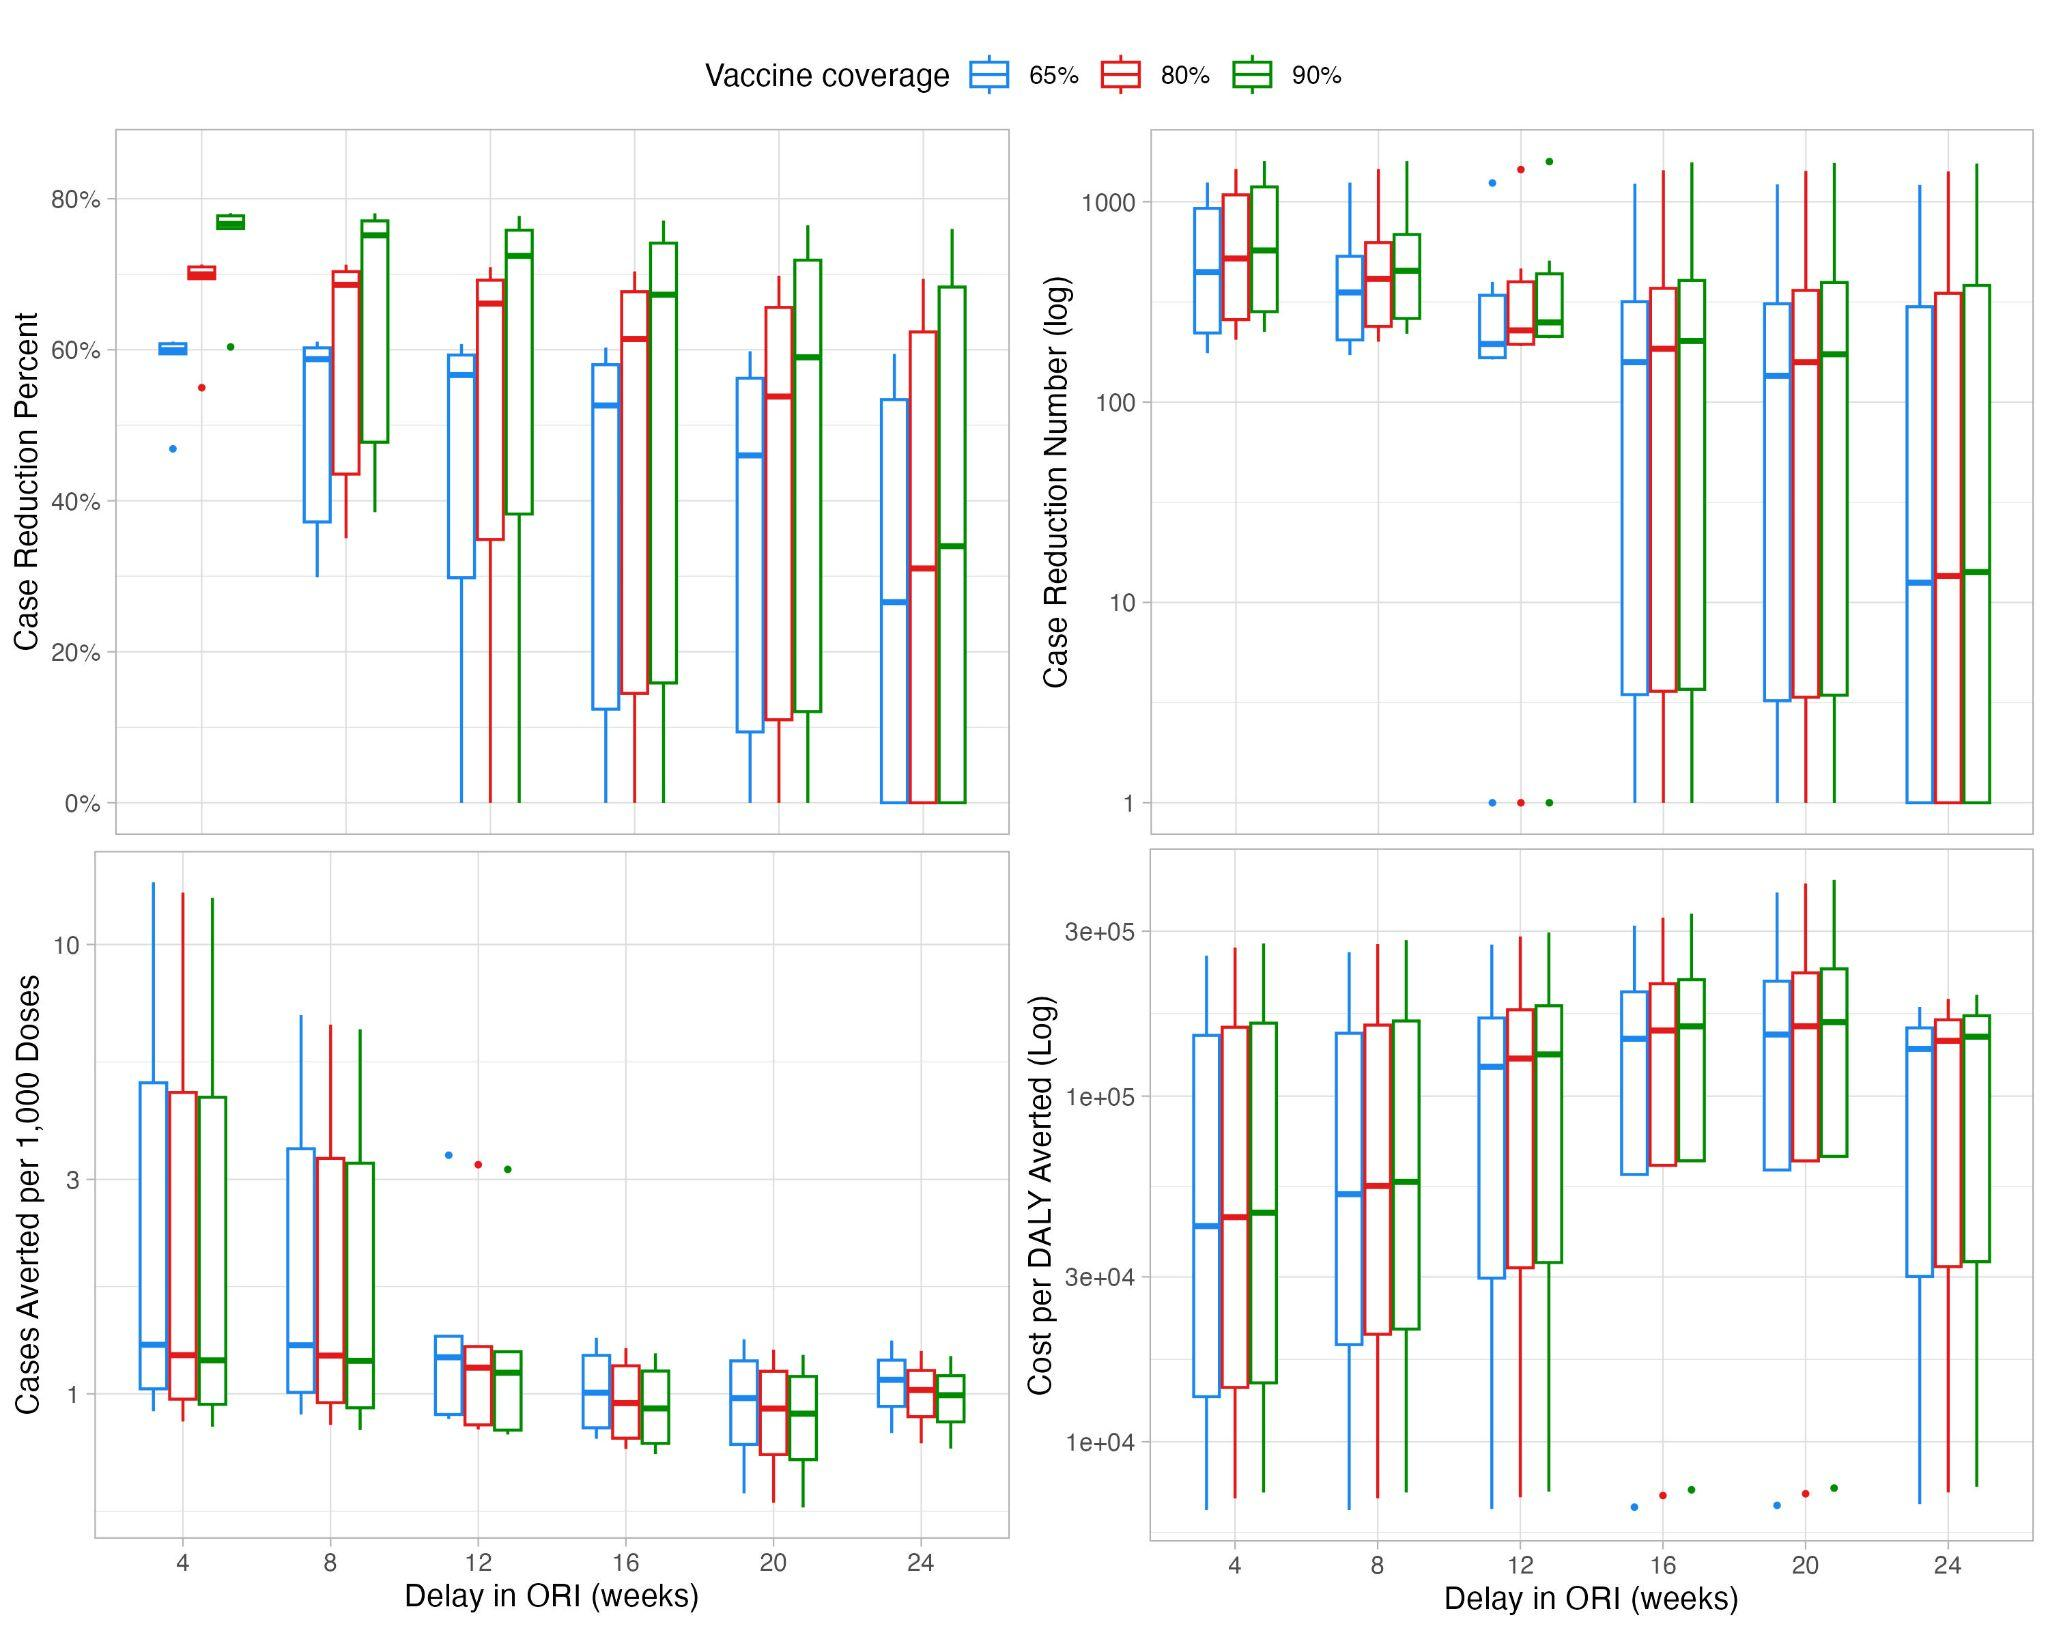 Vaccine coverage 65% 80% 90%
Case Reduction Percent
80%
60%
40%
20%
0%
Case Reduction Number (log)
1000
100
10
1
Cases Averted per 1,000 Doses
10
3
1
4 8 12 16 20 24
Delay in ORI (weeks)
Cost per DALY Averted (Log)
3e+05
1e+05
3e+04
1e+04
4 8 12 16 20 24
Delay in ORI (weeks)